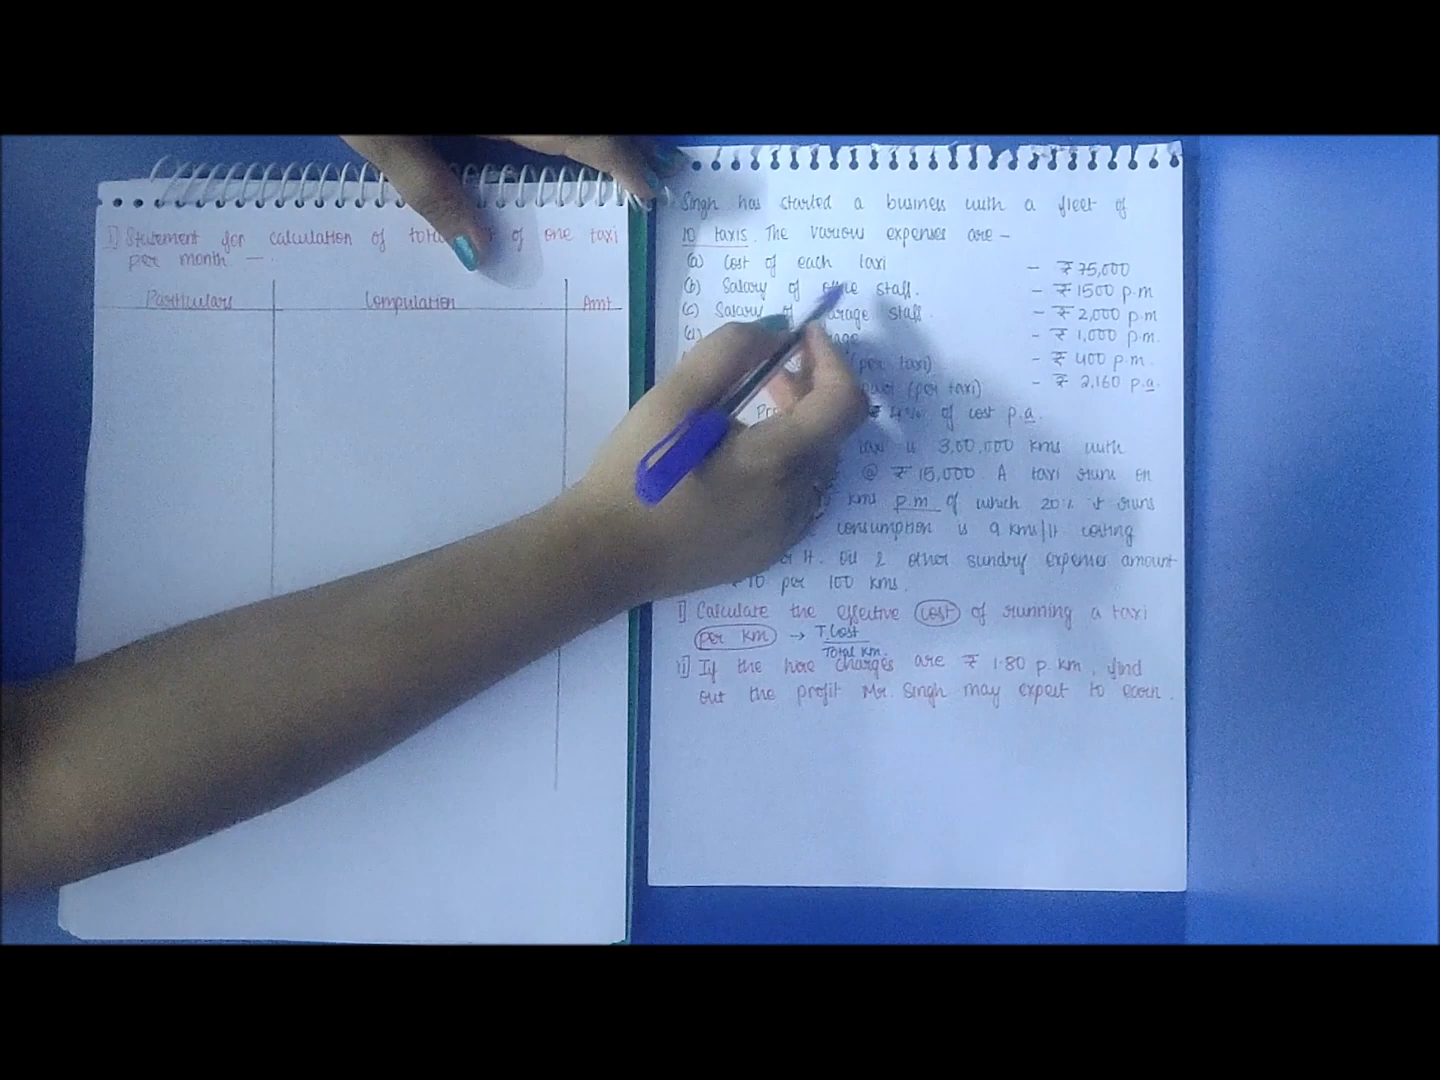 1] Statement for calculation of of one taxi
per month —
Particulars Computation Amt
Singh has started a business with a fleet of
10 taxis. The various expenses are –
(a) Cost of each taxi – ₹ 75,000
(b) Salary of office staff. – ₹ 1500 p.m
(c) Salary of garage staff. – ₹ 2,000 p.m
(d) – ₹ 1,000 p.m.
(per taxi) – ₹ 400 p.m.
(per taxi) – ₹ 2,160 p.a.
₹ 4% of cost p.a.
taxi is 3,00,000 kms with
@ ₹ 15,000. A taxi runs on
kms p.m of which 20% it runs
consumption is 9 kms/lt. costing
lt. Oil & other sundry expenses amount
₹ 10 per 100 kms.
i] Calculate the effective cost of running a taxi
per km → T.Cost
Total km.
ii] If the hire charges are ₹ 1.80 p. km, find
out the profit Mr. Singh may expect to earn.